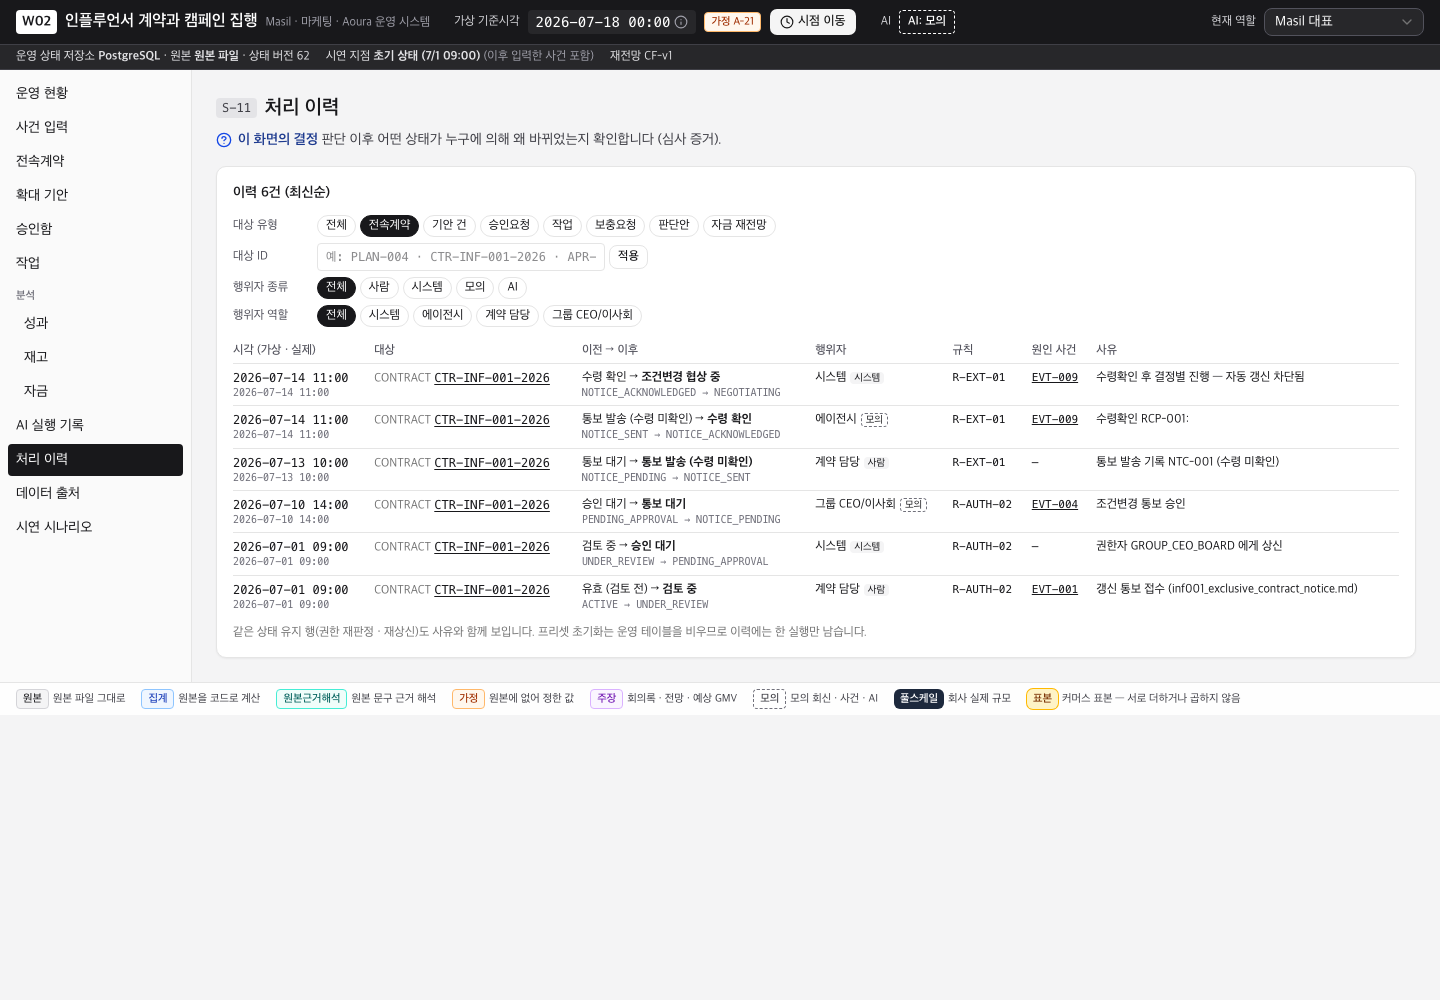 W02 인플루언서 계약과 캠페인 집행 Masil · 마케팅 · Aoura 운영 시스템 가상 기준시각 2026-07-18 00:00 가정 A-21 시점 이동 AI AI: 모의 현재 역할 Masil 대표
운영 상태 저장소 PostgreSQL · 원본 원본 파일 · 상태 버전 62 시연 지점 초기 상태 (7/1 09:00) (이후 입력한 사건 포함) 재전망 CF-v1
운영 현황
사건 입력
전속계약
확대 기안
승인함
작업
분석
성과
재고
자금
AI 실행 기록
처리 이력
데이터 출처
시연 시나리오
S-11 처리 이력
이 화면의 결정 판단 이후 어떤 상태가 누구에 의해 왜 바뀌었는지 확인합니다 (심사 증거).
이력 6건 (최신순)
대상 유형 전체 전속계약 기안 건 승인요청 작업 보충요청 판단안 자금 재전망
대상 ID 예: PLAN-004 · CTR-INF-001-2026 · APR- 적용
행위자 종류 전체 사람 시스템 모의 AI
행위자 역할 전체 시스템 에이전시 계약 담당 그룹 CEO/이사회
시각 (가상 · 실제) 대상 이전 → 이후 행위자 규칙 원인 사건 사유
2026-07-14 11:00 CONTRACT CTR-INF-001-2026 수령 확인 → 조건변경 협상 중 시스템 시스템 R-EXT-01 EVT-009 수령확인 후 결정별 진행 — 자동 갱신 차단됨
2026-07-14 11:00 NOTICE_ACKNOWLEDGED → NEGOTIATING
2026-07-14 11:00 CONTRACT CTR-INF-001-2026 통보 발송 (수령 미확인) → 수령 확인 에이전시 모의 R-EXT-01 EVT-009 수령확인 RCP-001:
2026-07-14 11:00 NOTICE_SENT → NOTICE_ACKNOWLEDGED
2026-07-13 10:00 CONTRACT CTR-INF-001-2026 통보 대기 → 통보 발송 (수령 미확인) 계약 담당 사람 R-EXT-01 — 통보 발송 기록 NTC-001 (수령 미확인)
2026-07-13 10:00 NOTICE_PENDING → NOTICE_SENT
2026-07-10 14:00 CONTRACT CTR-INF-001-2026 승인 대기 → 통보 대기 그룹 CEO/이사회 모의 R-AUTH-02 EVT-004 조건변경 통보 승인
2026-07-10 14:00 PENDING_APPROVAL → NOTICE_PENDING
2026-07-01 09:00 CONTRACT CTR-INF-001-2026 검토 중 → 승인 대기 시스템 시스템 R-AUTH-02 — 권한자 GROUP_CEO_BOARD 에게 상신
2026-07-01 09:00 UNDER_REVIEW → PENDING_APPROVAL
2026-07-01 09:00 CONTRACT CTR-INF-001-2026 유효 (검토 전) → 검토 중 계약 담당 사람 R-AUTH-02 EVT-001 갱신 통보 접수 (inf001_exclusive_contract_notice.md)
2026-07-01 09:00 ACTIVE → UNDER_REVIEW
같은 상태 유지 행(권한 재판정 · 재상신)도 사유와 함께 보입니다. 프리셋 초기화는 운영 테이블을 비우므로 이력에는 한 실행만 남습니다.
원본 원본 파일 그대로 집계 원본을 코드로 계산 원본근거해석 원본 문구 근거 해석 가정 원본에 없어 정한 값 주장 회의록 · 전망 · 예상 GMV 모의 모의 회신 · 사건 · AI 풀스케일 회사 실제 규모 표본 커머스 표본 — 서로 더하거나 곱하지 않음